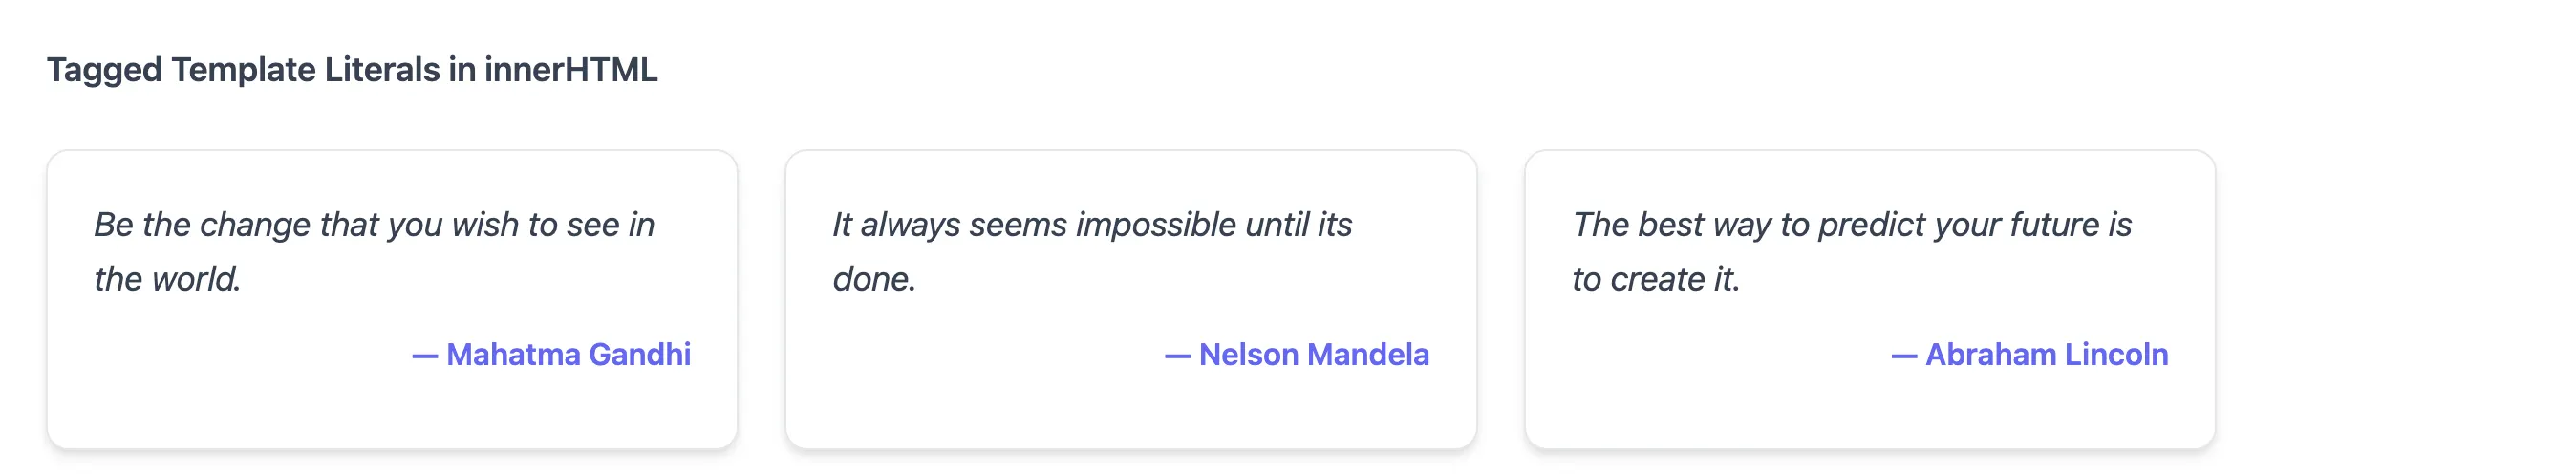 Tagged Template Literals in innerHTML
Be the change that you wish to see in
the world.
— Mahatma Gandhi
It always seems impossible until its
done.
— Nelson Mandela
The best way to predict your future is
to create it.
— Abraham Lincoln